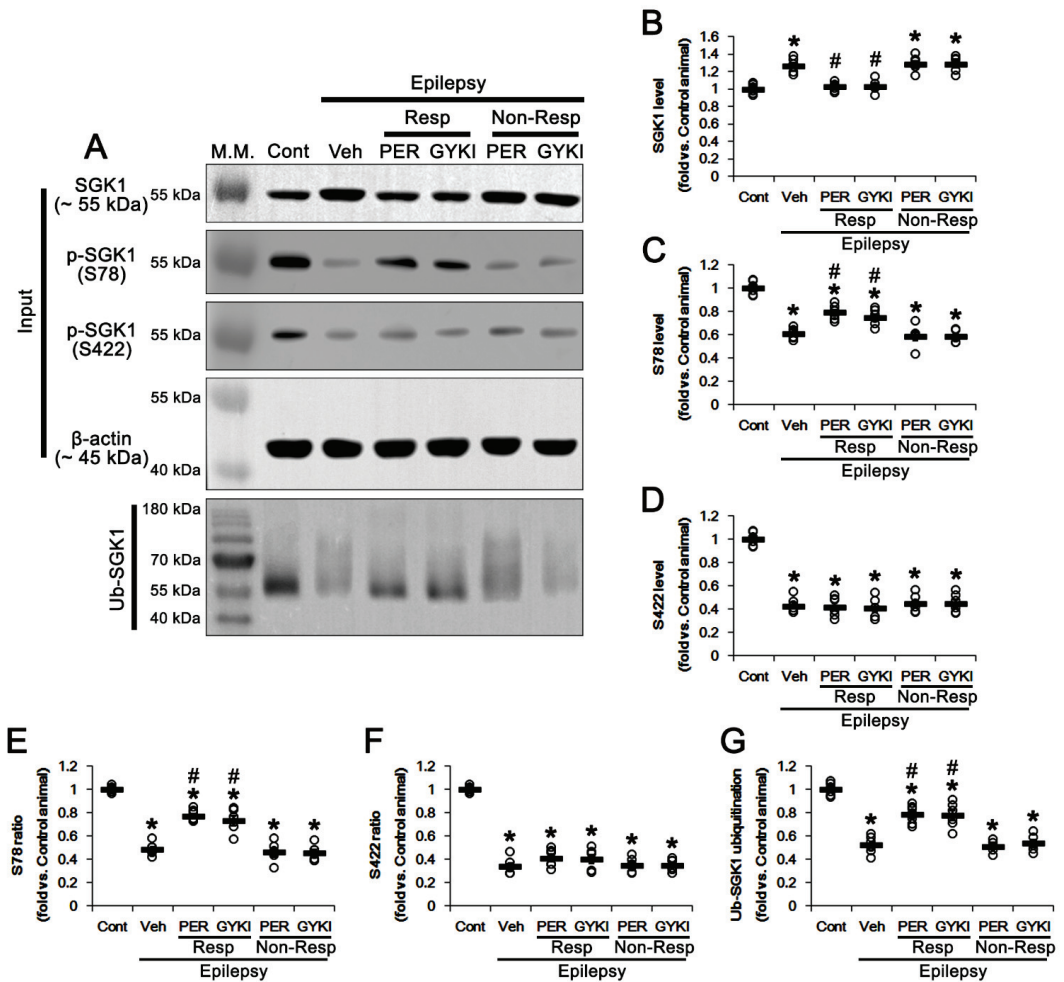 A
Epilepsy
Resp Non-Resp
M.M. Cont Veh PER GYKI PER GYKI
Input
SGK1
(~ 55 kDa)
55 kDa
p-SGK1
(S78)
55 kDa
p-SGK1
(S422)
55 kDa
55 kDa
β-actin
(~ 45 kDa)
40 kDa
Ub-SGK1
180 kDa
70 kDa
55 kDa
40 kDa
B
SGK1 level
(fold vs. Control animal)
1.6
1.4
1.2
1
0.8
0.6
0.4
0.2
0
* # # * *
Cont Veh PER GYKI PER GYKI
Resp Non-Resp
Epilepsy
C
S78 level
(fold vs. Control animal)
1.2
1
0.8
0.6
0.4
0.2
0
# #
* * * * *
Cont Veh PER GYKI PER GYKI
Resp Non-Resp
Epilepsy
D
S422 level
(fold vs. Control animal)
1.2
1
0.8
0.6
0.4
0.2
0
* * * * *
Cont Veh PER GYKI PER GYKI
Resp Non-Resp
Epilepsy
E
S78 ratio
(fold vs. Control animal)
1.2
1
0.8
0.6
0.4
0.2
0
# #
* * * * *
Cont Veh PER GYKI PER GYKI
Resp Non-Resp
Epilepsy
F
S422 ratio
(fold vs. Control animal)
1.2
1
0.8
0.6
0.4
0.2
0
* * * * *
Cont Veh PER GYKI PER GYKI
Resp Non-Resp
Epilepsy
G
Ub-SGK1 ubiquitination
(fold vs. Control animal)
1.2
1
0.8
0.6
0.4
0.2
0
# #
* * * * *
Cont Veh PER GYKI PER GYKI
Resp Non-Resp
Epilepsy